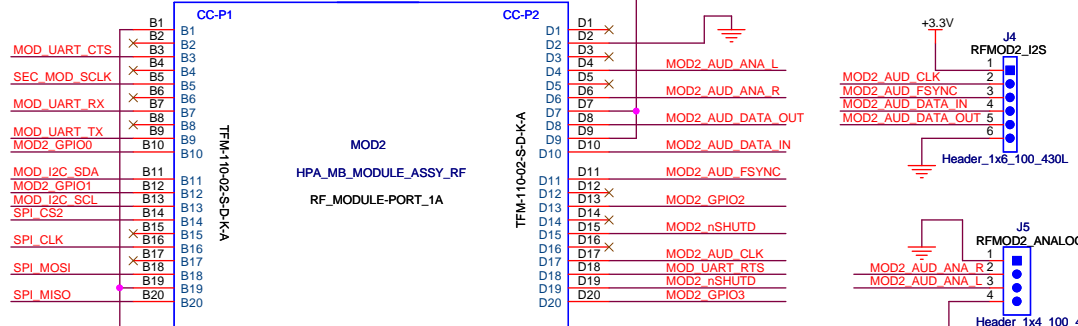 CC-P1
CC-P2
B1 B1
B2 B2
MOD_UART_CTS B3 B3
B4 B4
SEC_MOD_SCLK B5 B5
B6 B6
MOD_UART_RX B7 B7
B8 B8
MOD_UART_TX B9 B9
MOD2_GPIO0 B10 B10
MOD_I2C_SDA B11 B11
MOD2_GPIO1 B12 B12
MOD_I2C_SCL B13 B13
SPI_CS2 B14 B14
B15 B15
SPI_CLK B16 B16
B17 B17
SPI_MOSI B18 B18
B19 B19
SPI_MISO B20 B20
TFM-110-02-S-D-K-A
MOD2
HPA_MB_MODULE_ASSY_RF
RF_MODULE-PORT_1A
TFM-110-02-S-D-K-A
D1 D1
D2 D2
D3 D3
D4 D4 MOD2_AUD_ANA_L
D5 D5
D6 D6 MOD2_AUD_ANA_R
D7 D7
D8 D8 MOD2_AUD_DATA_OUT
D9 D9
D10 D10 MOD2_AUD_DATA_IN
D11 D11 MOD2_AUD_FSYNC
D12 D12
D13 D13 MOD2_GPIO2
D14 D14
D15 D15 MOD2_nSHUTD
D16 D16
D17 D17 MOD2_AUD_CLK
D18 D18 MOD_UART_RTS
D19 D19 MOD2_nSHUTD
D20 D20 MOD2_GPIO3
+3.3V
J4
RFMOD2_I2S
1
MOD2_AUD_CLK 2
MOD2_AUD_FSYNC 3
MOD2_AUD_DATA_IN 4
MOD2_AUD_DATA_OUT 5
6
Header_1x6_100_430L
J5
RFMOD2_ANALOG
1
MOD2_AUD_ANA_R 2
MOD2_AUD_ANA_L 3
4
Header_1x4_100